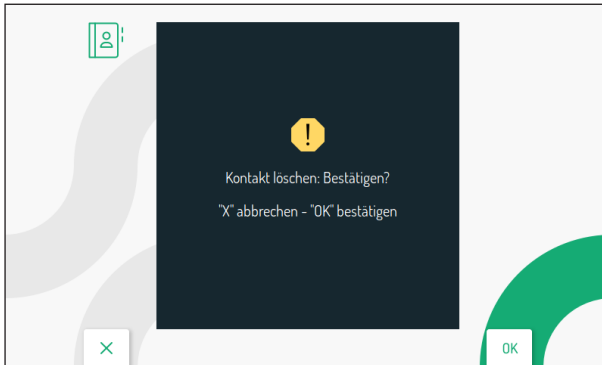 Kontakt löschen: Bestätigen?
"X" abbrechen - "OK" bestätigen
OK